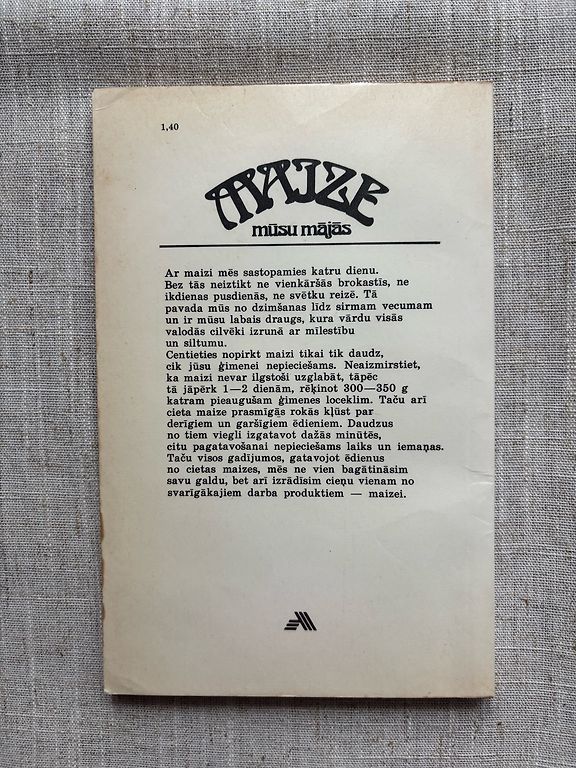 1,40
MAIZE
mūsu mājās
Ar maizi mēs sastopamies katru dienu.
Bez tās neiztikt ne vienkāršās brokastīs, ne
ikdienas pusdienās, ne svētku reizē. Tā
pavada mūs no dzimšanas līdz sirmam vecumam
un ir mūsu labais draugs, kura vārdu visās
valodās cilvēki izrunā ar mīlestību
un siltumu.
Centieties nopirkt maizi tikai tik daudz,
cik jūsu ģimenei nepieciešams. Neaizmirstiet,
ka maizi nevar ilgstoši uzglabāt, tāpēc
tā jāpērk 1—2 dienām, rēķinot 300—350 g
katram pieaugušam ģimenes loceklim. Taču arī
cieta maize prasmīgās rokās kļūst par
derīgiem un garšīgiem ēdieniem. Daudzus
no tiem viegli izgatavot dažās minūtēs,
citu pagatavošanai nepieciešams laiks un iemaņas.
Taču visos gadījumos, gatavojot ēdienus
no cietas maizes, mēs ne vien bagātināsim
savu galdu, bet arī izrādīsim cieņu vienam no
svarīgākajiem darba produktiem — maizei.